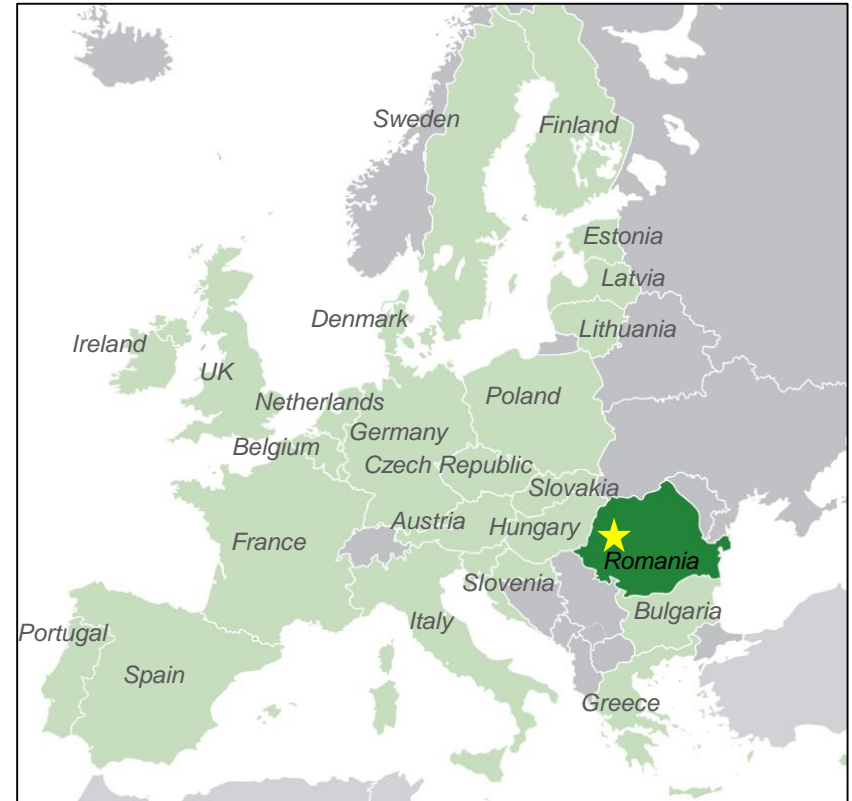 Sweden
Finland
Estonia
Latvia
Denmark
Lithuania
Ireland
UK
Netherlands
Poland
Germany
Belgium
Czech Republic
Slovakia
Austria
Hungary
France
Romania
Slovenia
Bulgaria
Italy
Portugal
Spain
Greece